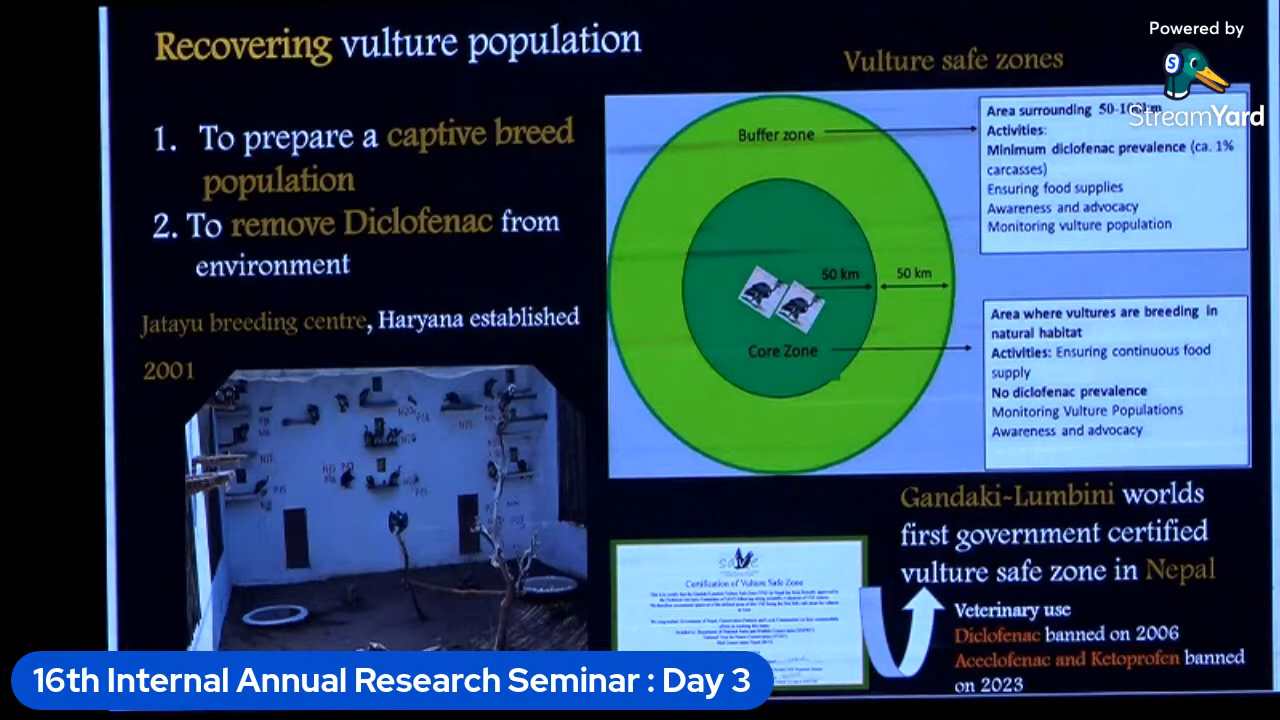 Recovering vulture population
1. To prepare a captive breed
population
2. To remove Diclofenac from
environment
Jatayu breeding centre, Haryana established
2001
Vulture safe zones
Buffer zone
50 km
50 km
Core Zone
Area surrounding
Activities:
Minimum diclofenac prevalence (ca. 1%
carcasses)
Ensuring food supplies
Awareness and advocacy
Monitoring vulture population
Area where vultures are breeding in
natural habitat
Activities: Ensuring continuous food
supply
No diclofenac prevalence
Monitoring Vulture Populations
Awareness and advocacy
Gandaki-Lumbini worlds
first government certified
vulture safe zone in Nepal
Veterinary use
Diclofenac banned on 2006
Aceclofenac and Ketoprofen banned
on 2023
save
Certification of Vulture Safe Zone
Powered by
StreamYard
16th Internal Annual Research Seminar : Day 3